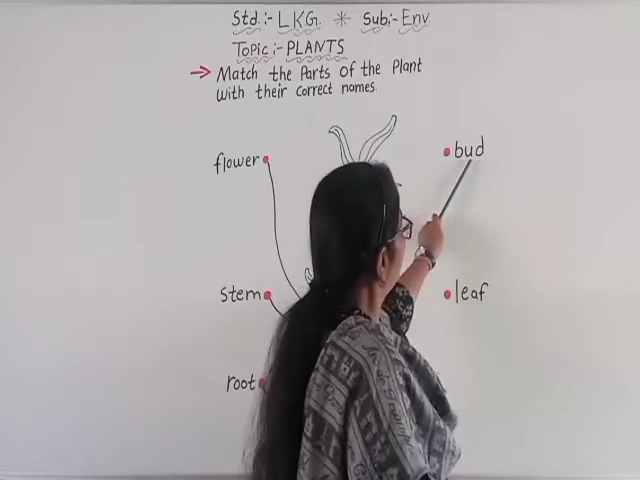 Std.:- L.K.G. * Sub:- Env.
Topic:- PLANTS
→ Match the Parts of the Plant
with their correct names.
flower
bud
stem
leaf
root